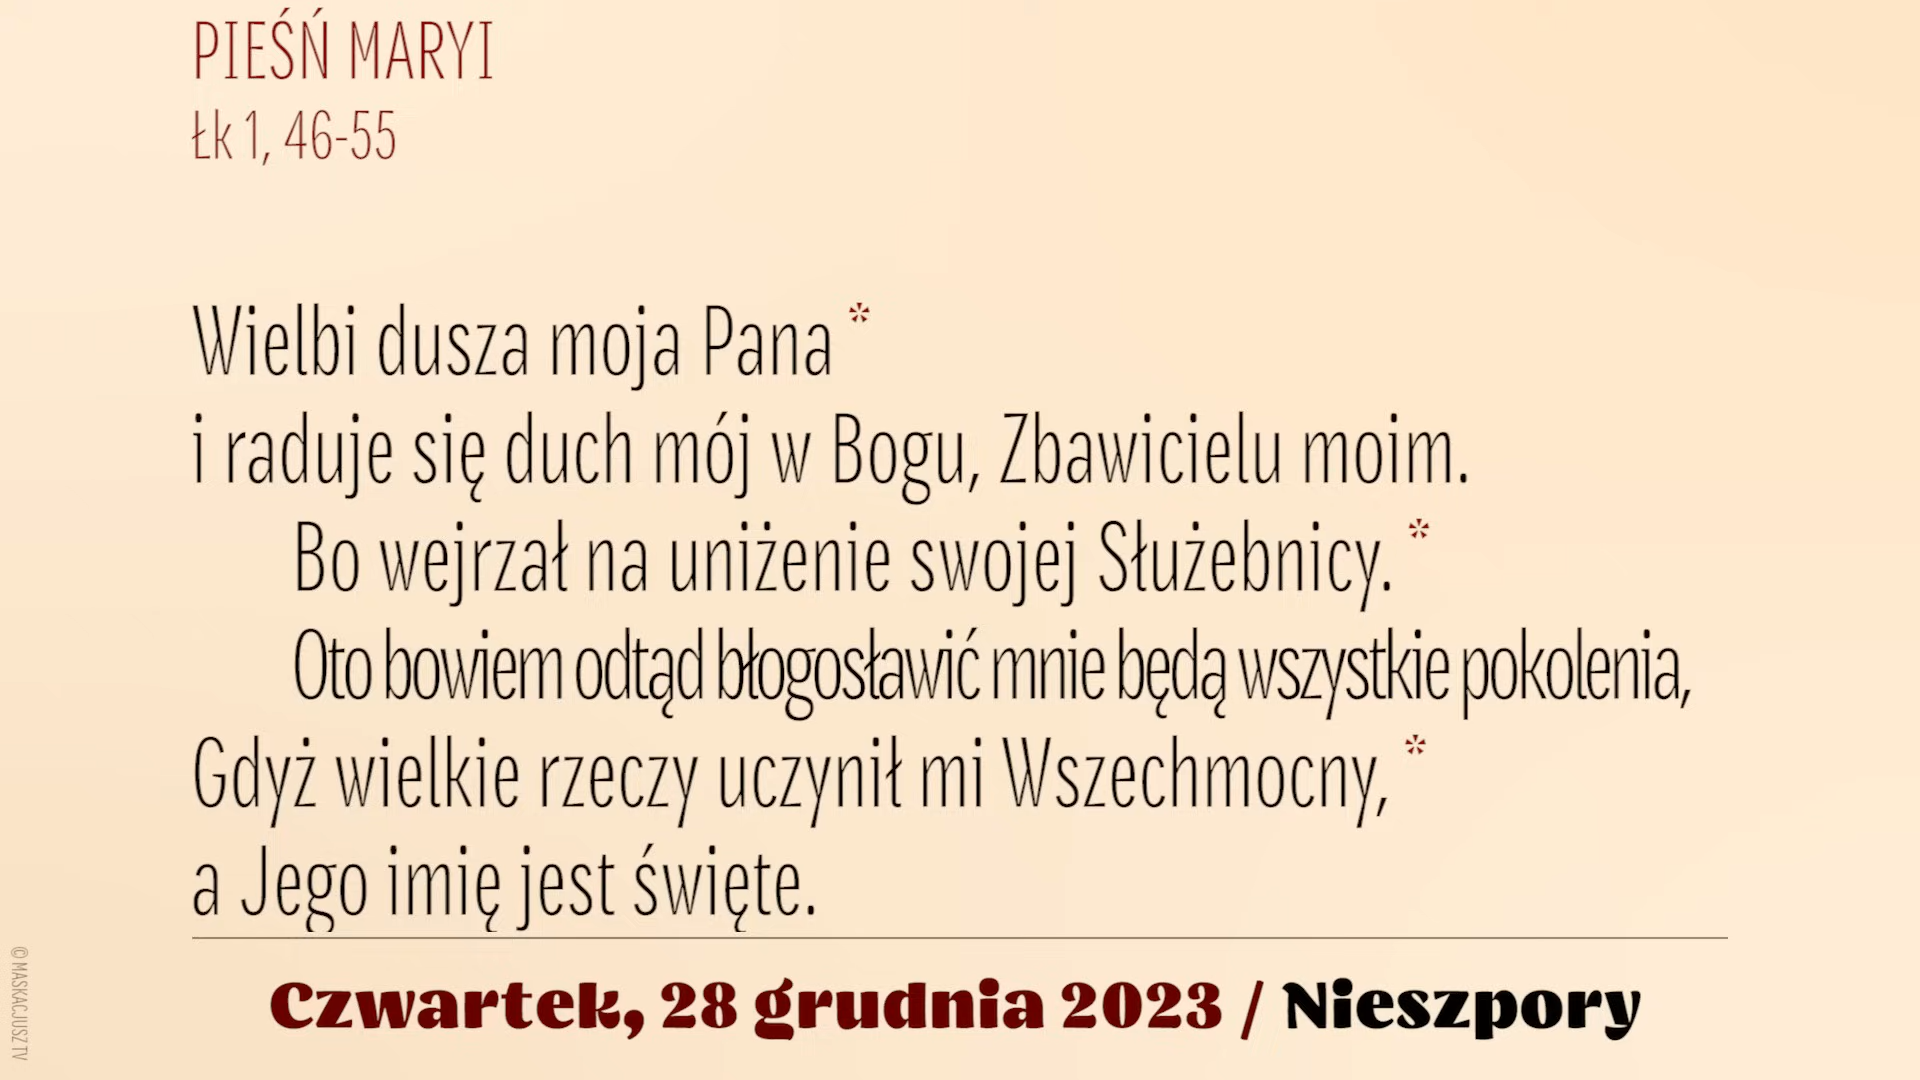 PIEŚŃ MARYI
Łk 1, 46-55
Wielbi dusza moja Pana *
i raduje się duch mój w Bogu, Zbawicielu moim.
Bo wejrzał na uniżenie swojej Służebnicy. *
Oto bowiem odtąd błogosławić mnie będą wszystkie pokolenia,
Gdyż wielkie rzeczy uczynił mi Wszechmocny, *
a Jego imię jest święte.
Czwartek, 28 grudnia 2023 / Nieszpory
© MASKACJUSZ TV